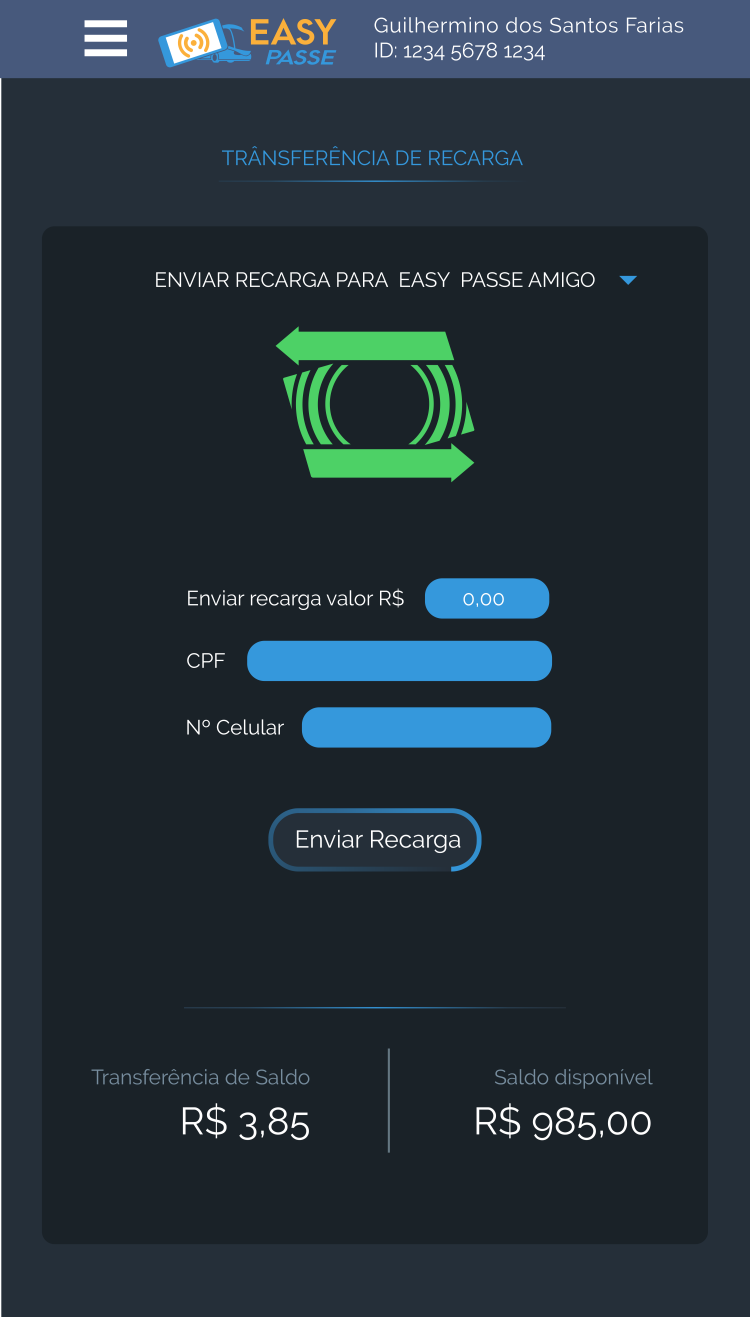 EASY
PASSE
Guilhermino dos Santos Farias
ID: 1234 5678 1234
TRÂNSFERÊNCIA DE RECARGA
ENVIAR RECARGA PARA EASY PASSE AMIGO
Enviar recarga valor R$ 0,00
CPF
Nº Celular
Enviar Recarga
Transferência de Saldo
R$ 3,85
Saldo disponível
R$ 985,00